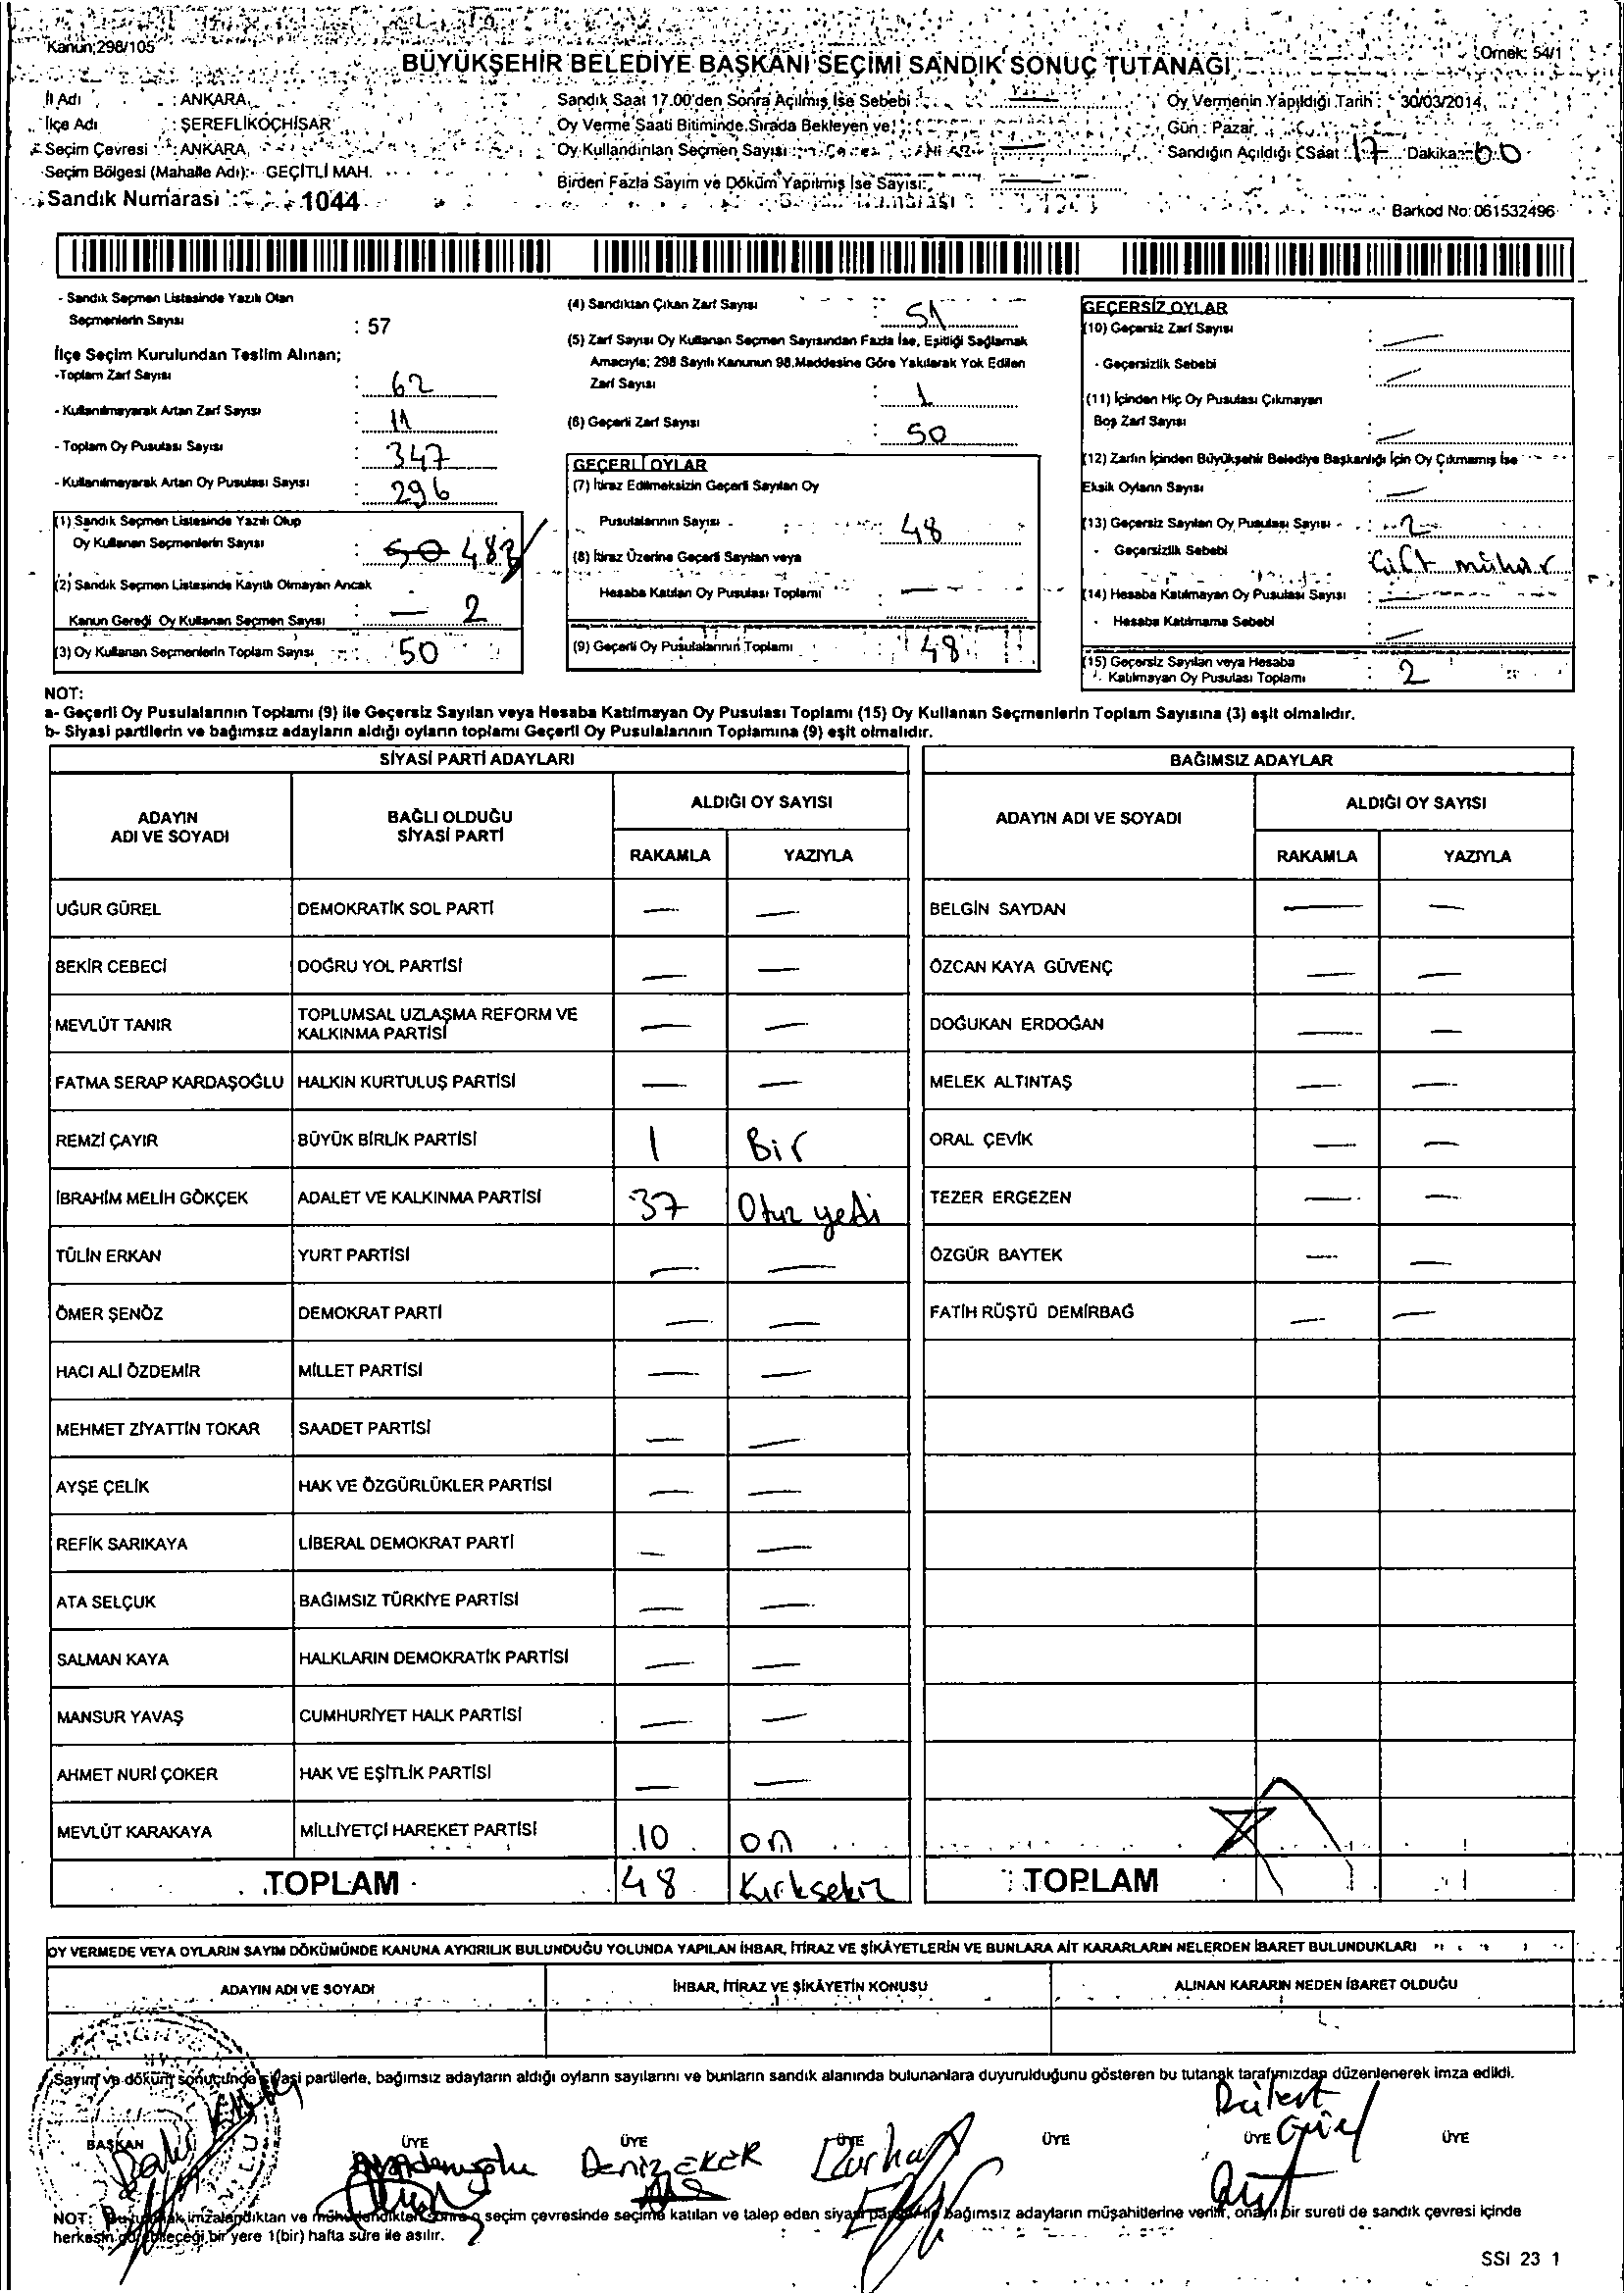 Kanun;298/105
Örnek: 54/1
BÜYÜKŞEHİR BELEDİYE BAŞKANI SEÇİMİ SANDIK SONUÇ TUTANAĞI
İl Adı : ANKARA
İlçe Adı : ŞEREFLİKOÇHİSAR
Seçim Çevresi : ANKARA
Seçim Bölgesi (Mahalle Adı): GEÇİTLİ MAH.
Sandık Numarası : 1044
Sandık Saat 17.00'den Sonra Açılmış İse Sebebi : —
Oy Verme Saati Bitiminde Sırada Bekleyen ve
Oy Kullandırılan Seçmen Sayısı : —
Birden Fazla Sayım ve Döküm Yapılmış İse Sayısı: —
Oy Vermenin Yapıldığı Tarih : 30/03/2014
Gün : Pazar
Sandığın Açıldığı (Saat : 17 Dakika: 00
Barkod No: 061532496
- Sandık Seçmen Listesinde Yazılı Olan
Seçmenlerin Sayısı : 57
İlçe Seçim Kurulundan Teslim Alınan;
-Toplam Zarf Sayısı : 62
- Kullanılmayarak Artan Zarf Sayısı : 11
- Toplam Oy Pusulası Sayısı : 347
- Kullanılmayarak Artan Oy Pusulası Sayısı : 296
(1) Sandık Seçmen Listesinde Yazılı Olup
Oy Kullanan Seçmenlerin Sayısı : 50 48
(2) Sandık Seçmen Listesinde Kayıtlı Olmayan Ancak
Kanun Gereği Oy Kullanan Seçmen Sayısı : — 2
(3) Oy Kullanan Seçmenlerin Toplam Sayısı : 50
(4) Sandıktan Çıkan Zarf Sayısı : 51
(5) Zarf Sayısı Oy Kullanan Seçmen Sayısından Fazla İse, Eşitliği Sağlamak
Amacıyla; 298 Sayılı Kanunun 98.Maddesine Göre Yakılarak Yok Edilen
Zarf Sayısı : 1
(6) Geçerli Zarf Sayısı : 50
GEÇERLİ OYLAR
(7) İtiraz Edilmeksizin Geçerli Sayılan Oy
Pusulalarının Sayısı : 48
(8) İtiraz Üzerine Geçerli Sayılan veya
Hesaba Katılan Oy Pusulası Toplamı : —
(9) Geçerli Oy Pusulalarının Toplamı : 48
GEÇERSİZ OYLAR
(10) Geçersiz Zarf Sayısı : —
- Geçersizlik Sebebi : —
(11) İçinden Hiç Oy Pusulası Çıkmayan
Boş Zarf Sayısı : —
(12) Zarfın İçinden Büyükşehir Belediye Başkanlığı İçin Oy Çıkmamış İse
Eksik Oyların Sayısı : —
(13) Geçersiz Sayılan Oy Pusulası Sayısı : 2
- Geçersizlik Sebebi : Çift mühür
(14) Hesaba Katılmayan Oy Pusulası Sayısı : —
- Hesaba Katılmama Sebebi : —
(15) Geçersiz Sayılan veya Hesaba
Katılmayan Oy Pusulası Toplamı : 2
NOT:
a- Geçerli Oy Pusulalarının Toplamı (9) ile Geçersiz Sayılan veya Hesaba Katılmayan Oy Pusulası Toplamı (15) Oy Kullanan Seçmenlerin Toplam Sayısına (3) eşit olmalıdır.
b- Siyasi partilerin ve bağımsız adayların aldığı oyların toplamı Geçerli Oy Pusulalarının Toplamına (9) eşit olmalıdır.
SİYASİ PARTİ ADAYLARI
ADAYIN ADI VE SOYADI
BAĞLI OLDUĞU SİYASİ PARTİ
ALDIĞI OY SAYISI
RAKAMLA YAZIYLA
UĞUR GÜREL DEMOKRATİK SOL PARTİ — —
BEKİR CEBECİ DOĞRU YOL PARTİSİ — —
MEVLÜT TANIR TOPLUMSAL UZLAŞMA REFORM VE
KALKINMA PARTİSİ — —
FATMA SERAP KARDAŞOĞLU HALKIN KURTULUŞ PARTİSİ — —
REMZİ ÇAYIR BÜYÜK BİRLİK PARTİSİ 1 Bir
İBRAHİM MELİH GÖKÇEK ADALET VE KALKINMA PARTİSİ 37 Otuz yedi
TÜLİN ERKAN YURT PARTİSİ — —
ÖMER ŞENÖZ DEMOKRAT PARTİ — —
HACI ALİ ÖZDEMİR MİLLET PARTİSİ — —
MEHMET ZİYATTİN TOKAR SAADET PARTİSİ — —
AYŞE ÇELİK HAK VE ÖZGÜRLÜKLER PARTİSİ — —
REFİK SARIKAYA LİBERAL DEMOKRAT PARTİ — —
ATA SELÇUK BAĞIMSIZ TÜRKİYE PARTİSİ — —
SALMAN KAYA HALKLARIN DEMOKRATİK PARTİSİ — —
MANSUR YAVAŞ CUMHURİYET HALK PARTİSİ — —
AHMET NURİ ÇOKER HAK VE EŞİTLİK PARTİSİ — —
MEVLÜT KARAKAYA MİLLİYETÇİ HAREKET PARTİSİ 10 on
TOPLAM 48 Kırksekiz
BAĞIMSIZ ADAYLAR
ADAYIN ADI VE SOYADI
ALDIĞI OY SAYISI
RAKAMLA YAZIYLA
BELGİN SAYDAN — —
ÖZCAN KAYA GÜVENÇ — —
DOĞUKAN ERDOĞAN — —
MELEK ALTINTAŞ — —
ORAL ÇEVİK — —
TEZER ERGEZEN — —
ÖZGÜR BAYTEK — —
FATİH RÜŞTÜ DEMİRBAĞ — —
TOPLAM
OY VERMEDE VEYA OYLARIN SAYIM DÖKÜMÜNDE KANUNA AYKIRILIK BULUNDUĞU YOLUNDA YAPILAN İHBAR, İTİRAZ VE ŞİKÂYETLERİN VE BUNLARA AİT KARARLARIN NELERDEN İBARET BULUNDUKLARI
ADAYIN ADI VE SOYADI İHBAR, İTİRAZ VE ŞİKÂYETİN KONUSU ALINAN KARARIN NEDEN İBARET OLDUĞU
Sayım ve döküm sonucunda siyasi partilerle, bağımsız adayların aldığı oyların sayılarını ve bunların sandık alanında bulunanlara duyurulduğunu gösteren bu tutanak tarafımızdan düzenlenerek imza edildi.
BAŞKAN ÜYE ÜYE ÜYE ÜYE ÜYE ÜYE
Deniz EKER
NOT: Bu tutanak imzalandıktan ve mühürlendikten sonra o seçim çevresinde seçime katılan ve talep eden siyasi parti ile bağımsız adayların müşahitlerine verilir, onaylı bir sureti de sandık çevresi içinde
herkesin görebileceği bir yere 1(bir) hafta süre ile asılır.
SSI 23 1